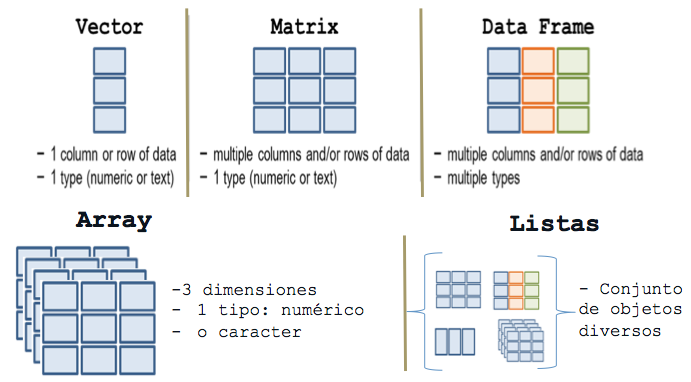 Vector
- 1 column or row of data
- 1 type (numeric or text)
Matrix
- multiple columns and/or rows of data
- 1 type (numeric or text)
Data Frame
- multiple columns and/or rows of data
- multiple types
Array
-3 dimensiones
- 1 tipo: numérico
- o caracter
Listas
- Conjunto
de objetos
diversos